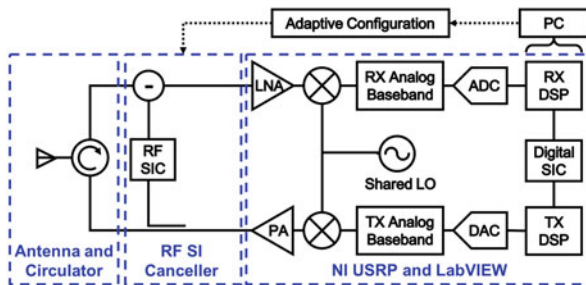 Adaptive Configuration
PC
-
LNA
RX Analog
Baseband
ADC
RX
DSP
RF
SIC
Shared LO
Digital
SIC
PA
TX Analog
Baseband
DAC
TX
DSP
Antenna and
Circulator
RF SI
Canceller
NI USRP and LabVIEW